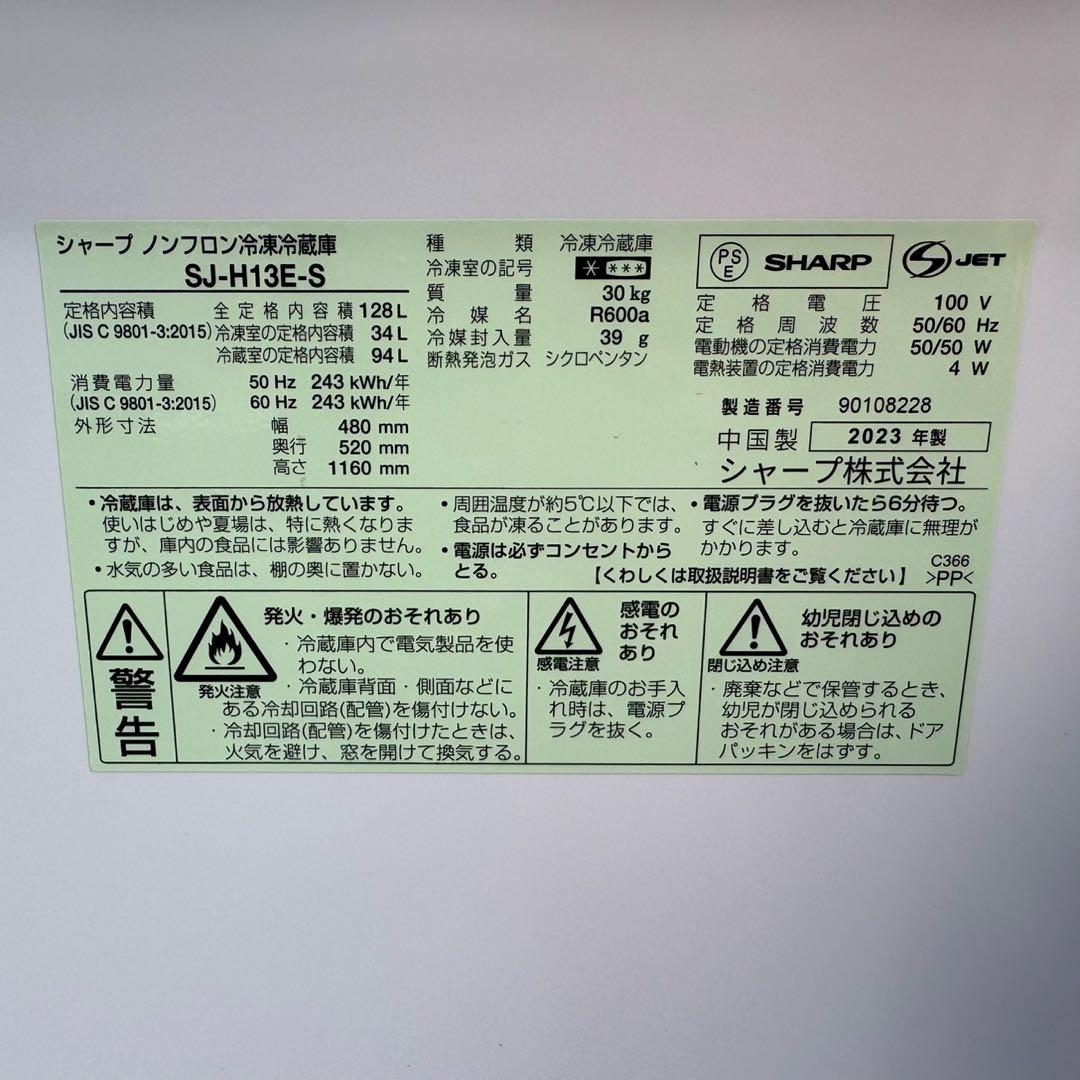 シャープ ノンフロン冷凍冷蔵庫
SJ-H13E-S
定格内容積 全定格内容積 128 L
(JIS C 9801-3:2015) 冷凍室の定格内容積 34 L
冷蔵室の定格内容積 94 L
消費電力量 50 Hz 243 kWh/年
(JIS C 9801-3:2015) 60 Hz 243 kWh/年
外形寸法 幅 480 mm
奥行 520 mm
高さ 1160 mm
種類 冷凍冷蔵庫
冷凍室の記号 * ***
質量 30 kg
冷媒名 R600a
冷媒封入量 39 g
断熱発泡ガス シクロペンタン
PSE SHARP S JET
定格電圧 100 V
定格周波数 50/60 Hz
電動機の定格消費電力 50/50 W
電熱装置の定格消費電力 4 W
製造番号 90108228
中国製 2023 年製
シャープ株式会社
・冷蔵庫は、表面から放熱しています。
使いはじめや夏場は、特に熱くなりま
すが、庫内の食品には影響ありません。
・水気の多い食品は、棚の奥に置かない。
・周囲温度が約5℃以下では、
食品が凍ることがあります。
・電源は必ずコンセントから
とる。
・電源プラグを抜いたら6分待つ。
すぐに差し込むと冷蔵庫に無理が
かかります。
【くわしくは取扱説明書をご覧ください】
C366
>PP<
警告
発火注意
発火・爆発のおそれあり
・冷蔵庫内で電気製品を使
わない。
・冷蔵庫背面・側面などに
ある冷却回路(配管)を傷付けない。
・冷却回路(配管)を傷付けたときは、
火気を避け、窓を開けて換気する。
感電注意
感電の
おそれ
あり
・冷蔵庫のお手入
れ時は、電源プ
ラグを抜く。
閉じ込め注意
幼児閉じ込めの
おそれあり
・廃棄などで保管するとき、
幼児が閉じ込められる
おそれがある場合は、ドア
パッキンをはずす。